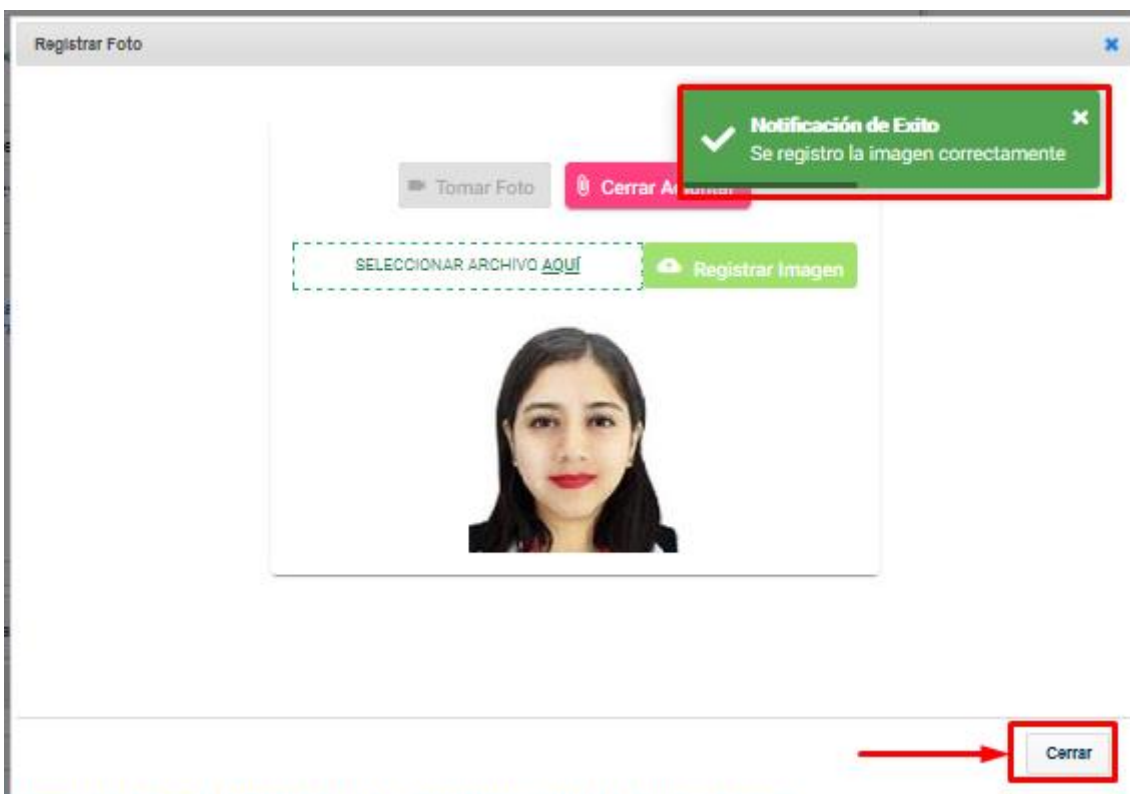 Registrar Foto
Notificación de Exito
Se registro la imagen correctamente
Tomar Foto
Cerrar Adjuntar
SELECCIONAR ARCHIVO AQUÍ
Registrar Imagen
Cerrar